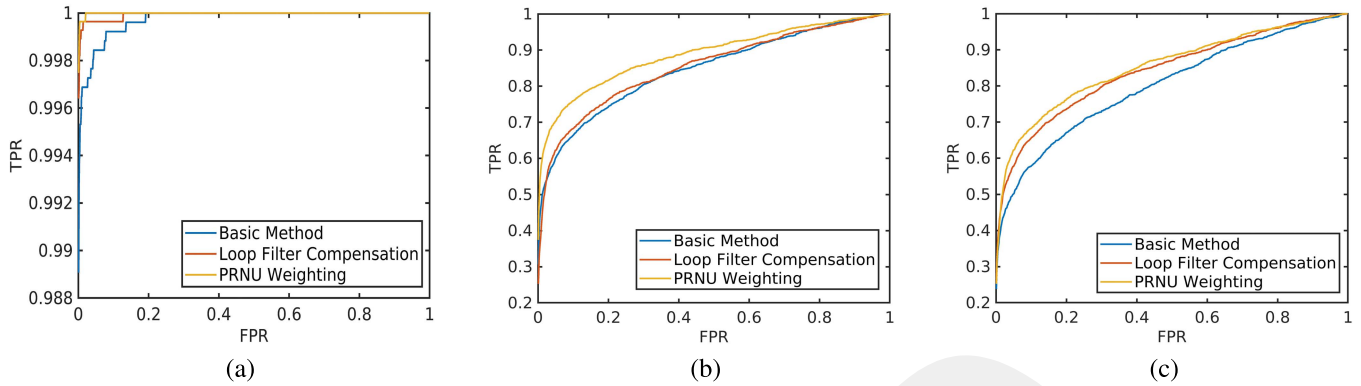 1
0.998
0.996
0.994
0.992
0.99
0.988
TPR
0 0.2 0.4 0.6 0.8 1
FPR
Basic Method
Loop Filter Compensation
PRNU Weighting
(a)
1
0.9
0.8
0.7
0.6
0.5
0.4
0.3
0.2
TPR
0 0.2 0.4 0.6 0.8 1
FPR
Basic Method
Loop Filter Compensation
PRNU Weighting
(b)
1
0.9
0.8
0.7
0.6
0.5
0.4
0.3
0.2
TPR
0 0.2 0.4 0.6 0.8 1
FPR
Basic Method
Loop Filter Compensation
PRNU Weighting
(c)